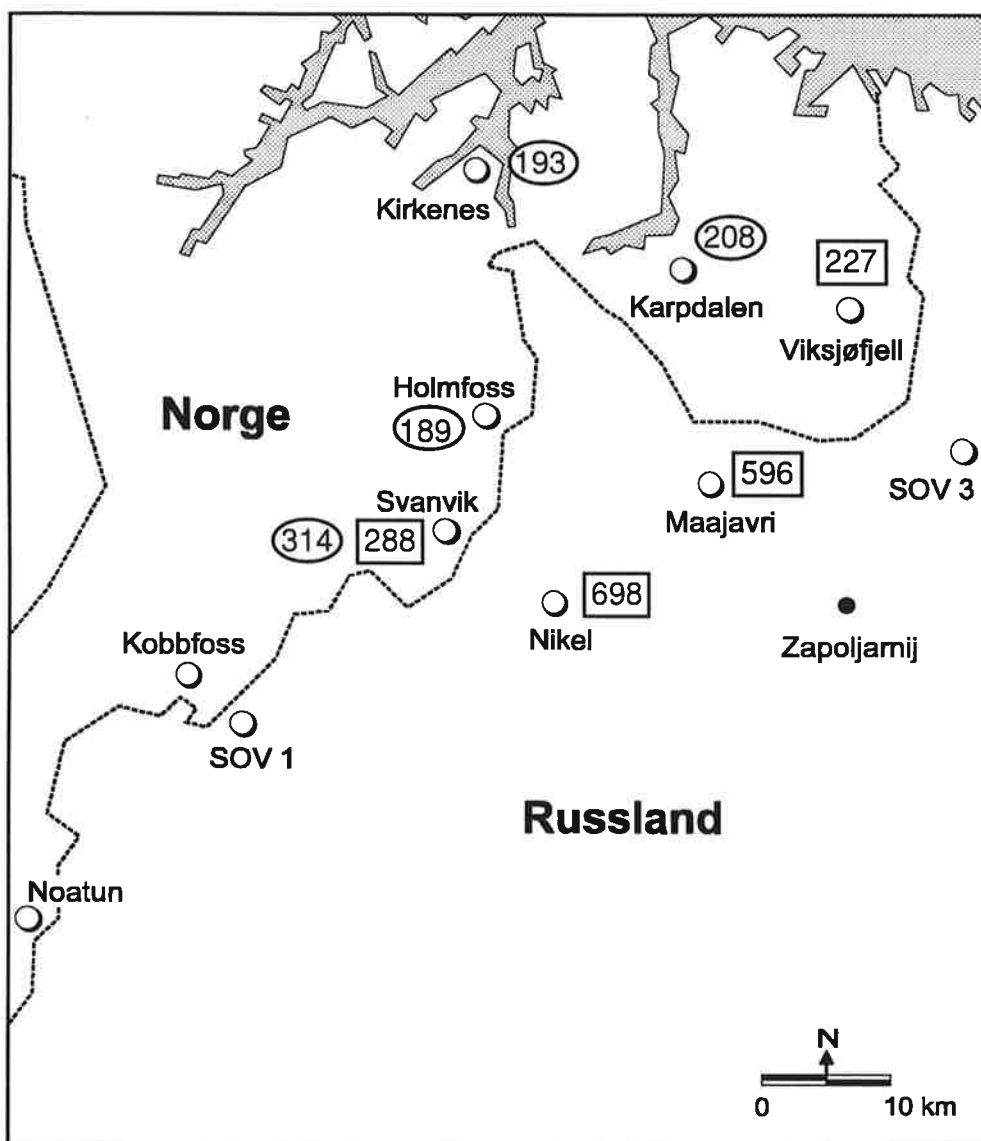 193
Kirkenes
208
Karpdalen
227
Viksjøfjell
Holmfoss
189
Norge
596
Maajavri
SOV 3
Svanvik
314
288
698
Nikel
Zapoljarnij
Kobbfoss
SOV 1
Russland
Noatun
N
0
10 km